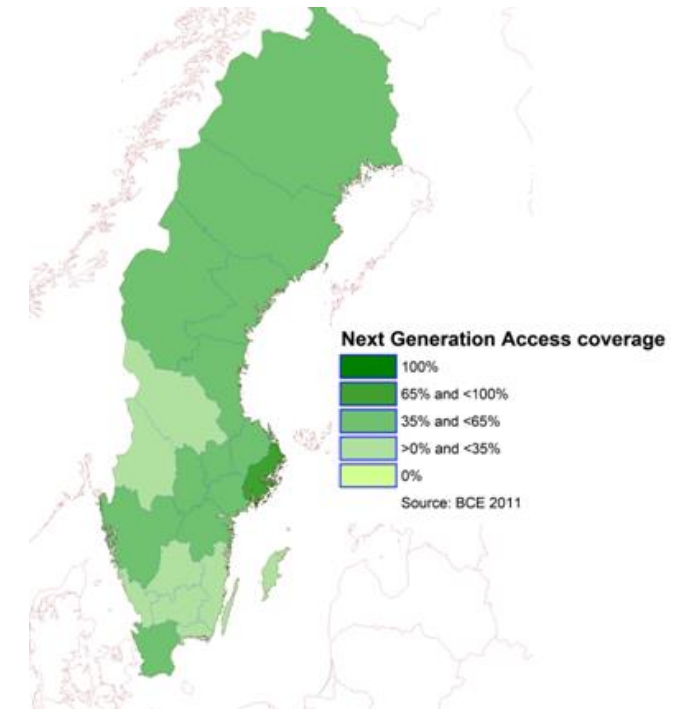 Next Generation Access coverage
100%
65% and <100%
35% and <65%
>0% and <35%
0%
Source: BCE 2011